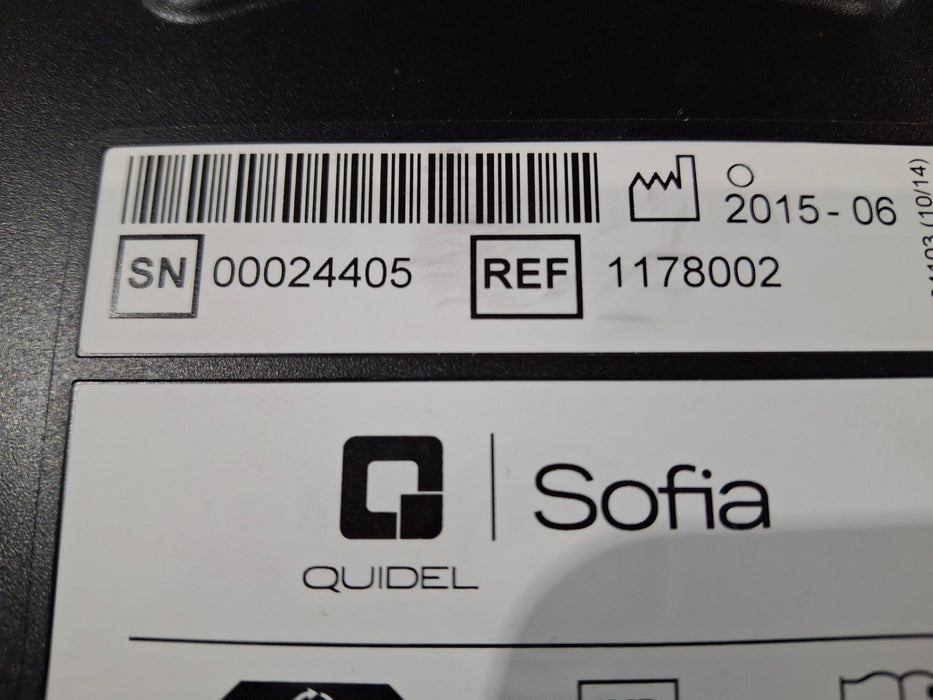 2015-06
SN 00024405 REF 1178002
(10/14)
Sofia
QUIDEL